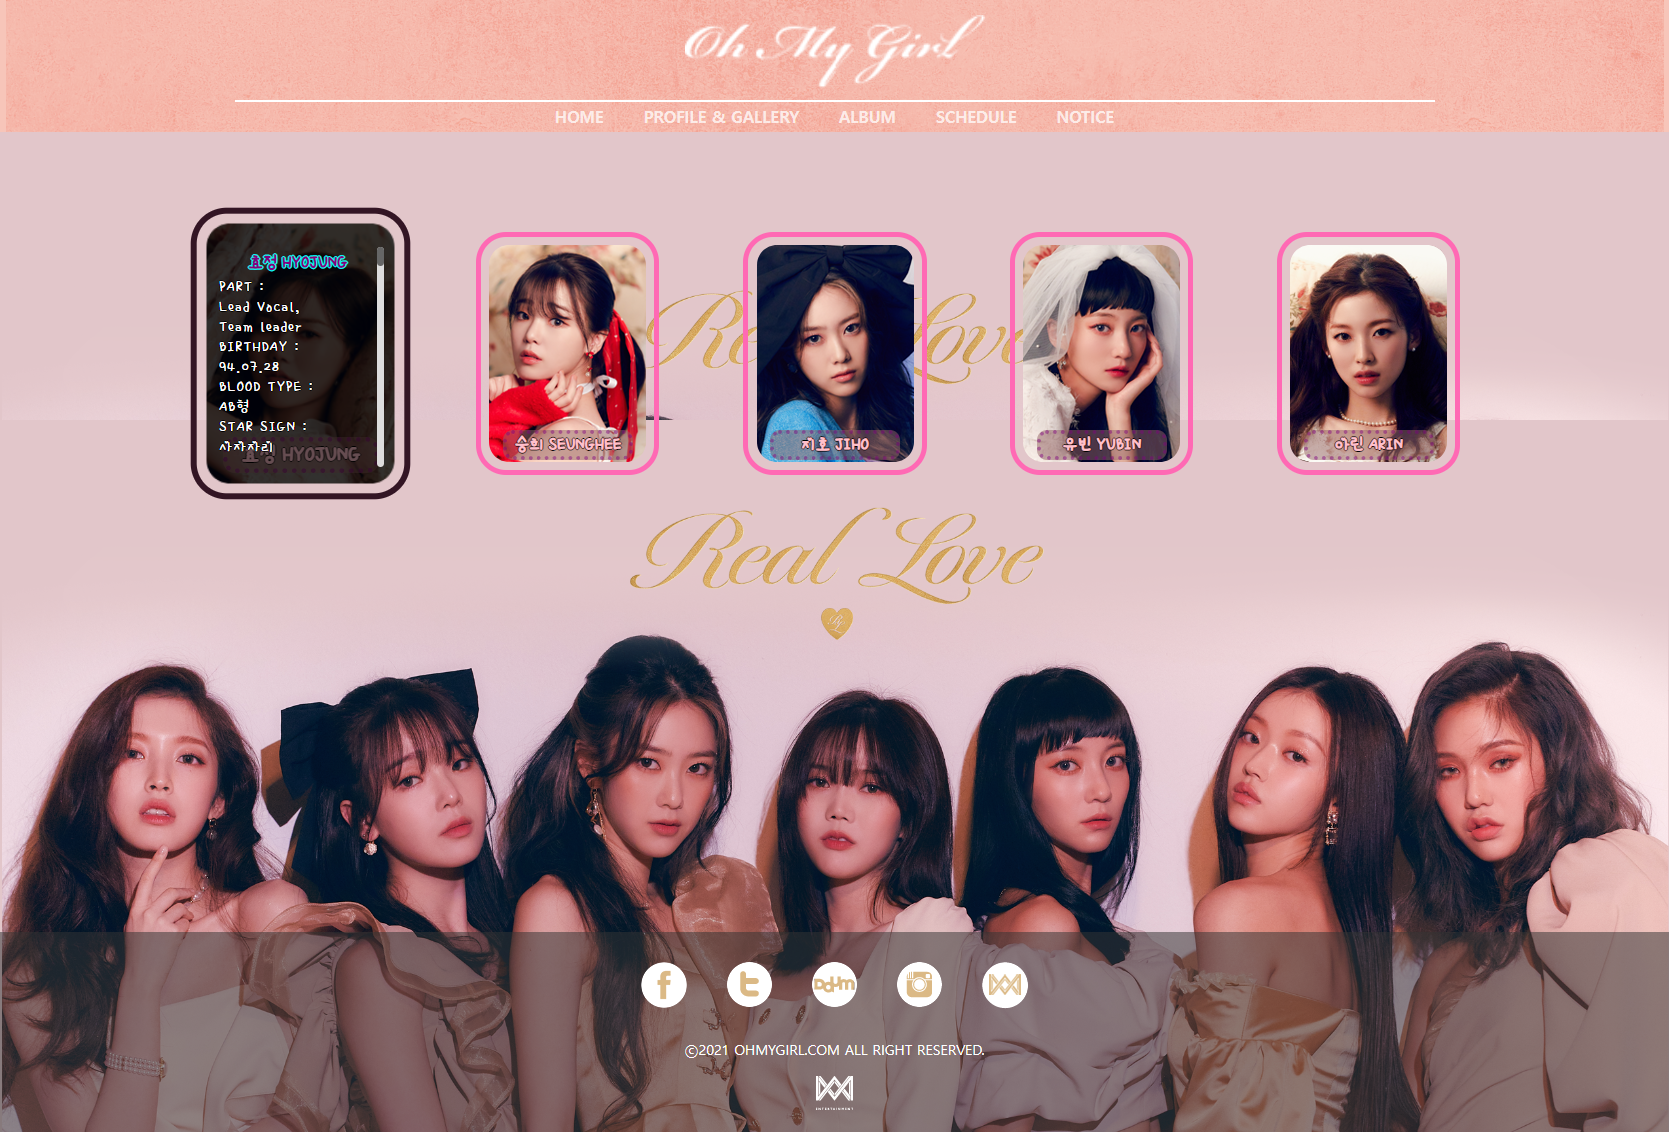 Oh My Girl
HOME PROFILE & GALLERY ALBUM SCHEDULE NOTICE
효정 HYOJUNG
PART :
Lead Vocal,
Team leader
BIRTHDAY :
94.07.28
BLOOD TYPE :
AB형
STAR SIGN :
사자자리
효정 HYOJUNG
승희 SEUNGHEE
지호 JIHO
유빈 YUBIN
아린 ARIN
Real Love
Real Love
Daum
©2021 OHMYGIRL.COM ALL RIGHT RESERVED.
ENTERTAINMENT